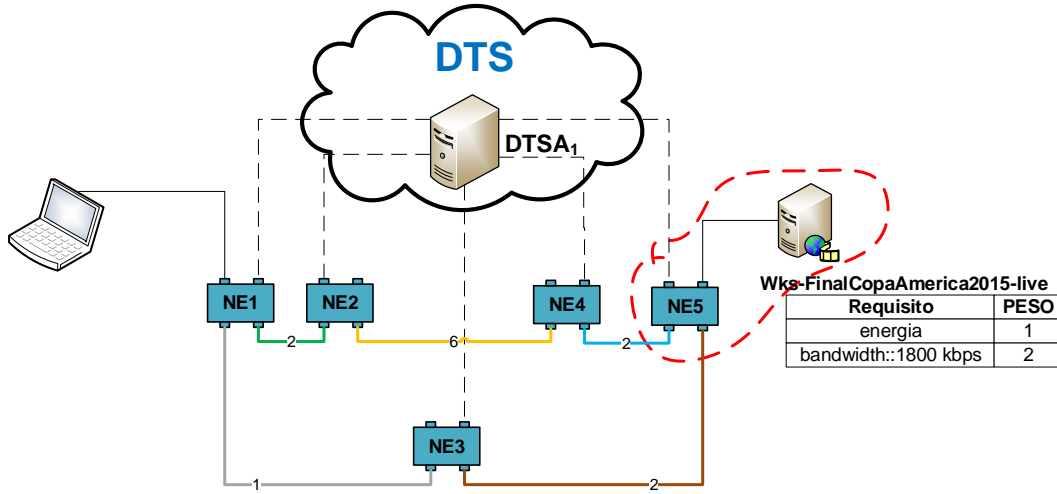 DTS
DTSA1
NE1
NE2
NE4
NE5
2
6
2
Wks-FinalCopaAmerica2015-live
Requisito PESO
energia 1
bandwidth::1800 kbps 2
NE3
1
2